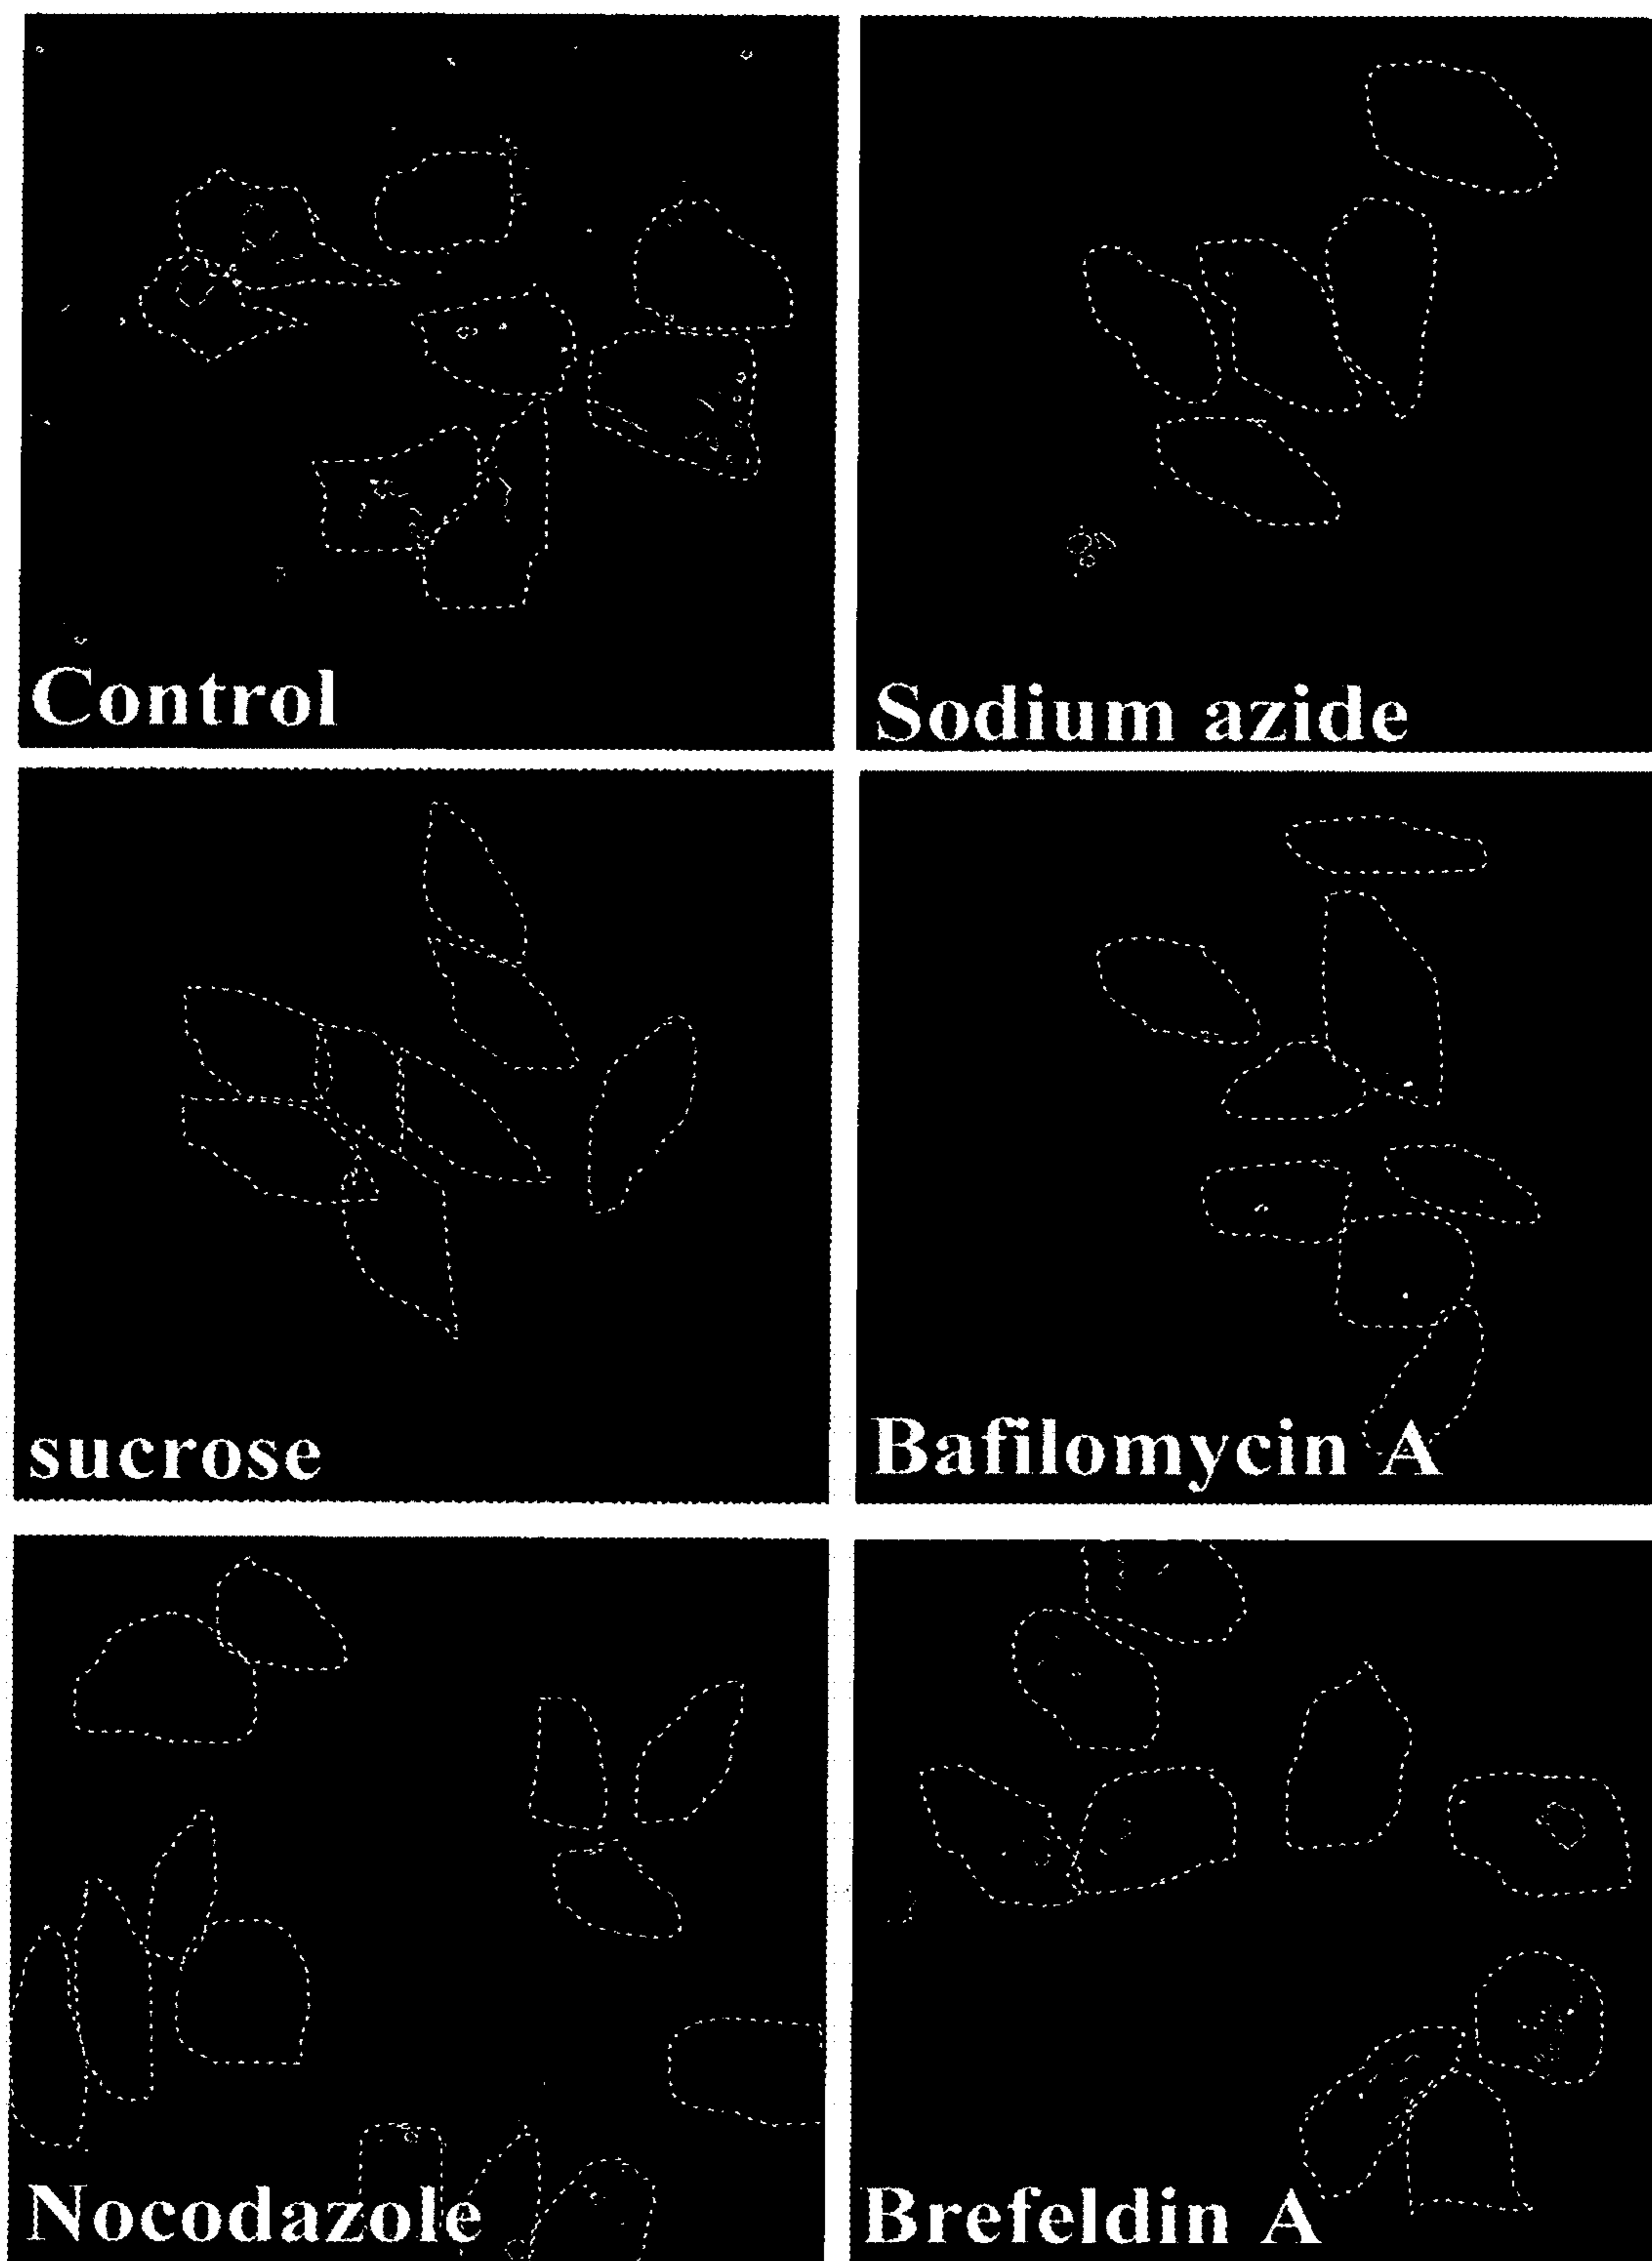 Control
Sodium azide
sucrose
Bafilomycin A
Nocodazole
Brefeldin A